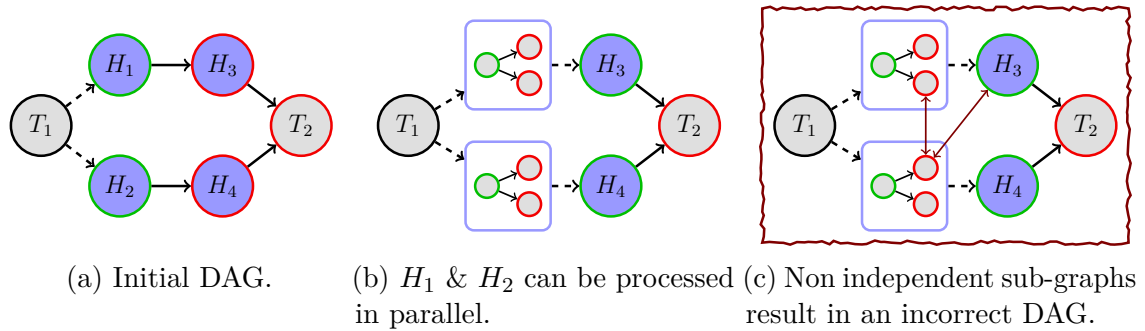 H₁ H₃
T₁ T₂
H₂ H₄
(a) Initial DAG.
H₃
T₁ T₂
H₄
(b) H₁ & H₂ can be processed
in parallel.
H₃
T₁ T₂
H₄
(c) Non independent sub-graphs
result in an incorrect DAG.